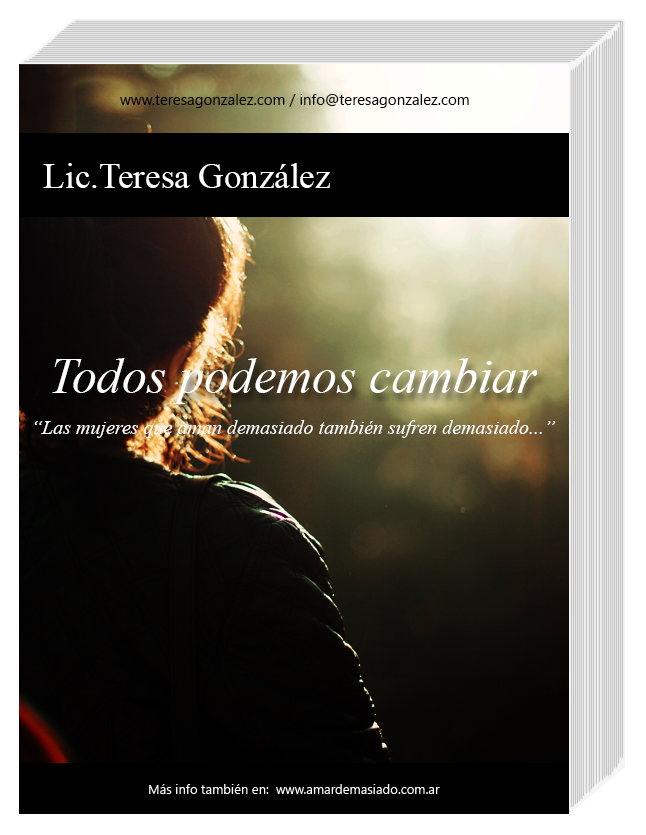 www.teresagonzalez.com / info@teresagonzalez.com
Lic.Teresa González
Todos podemos cambiar
“Las mujeres que aman demasiado también sufren demasiado...”
Más info también en: www.amardemasiado.com.ar